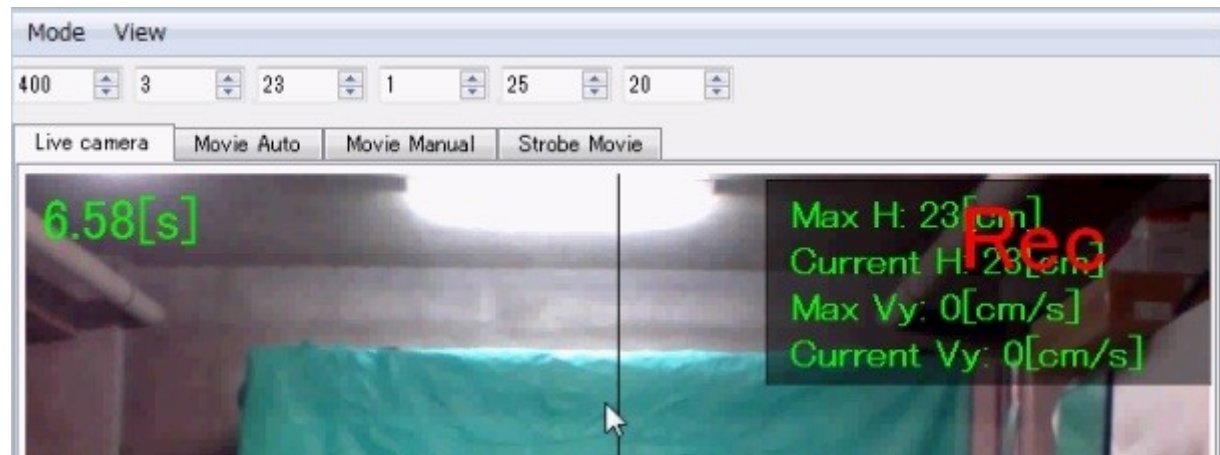 Mode View
400 3 23 1 25 20
Live camera Movie Auto Movie Manual Strobe Movie
6.58[s]
Max H: 23[cm]
Rec
Current H: 23[cm]
Max Vy: 0[cm/s]
Current Vy: 0[cm/s]